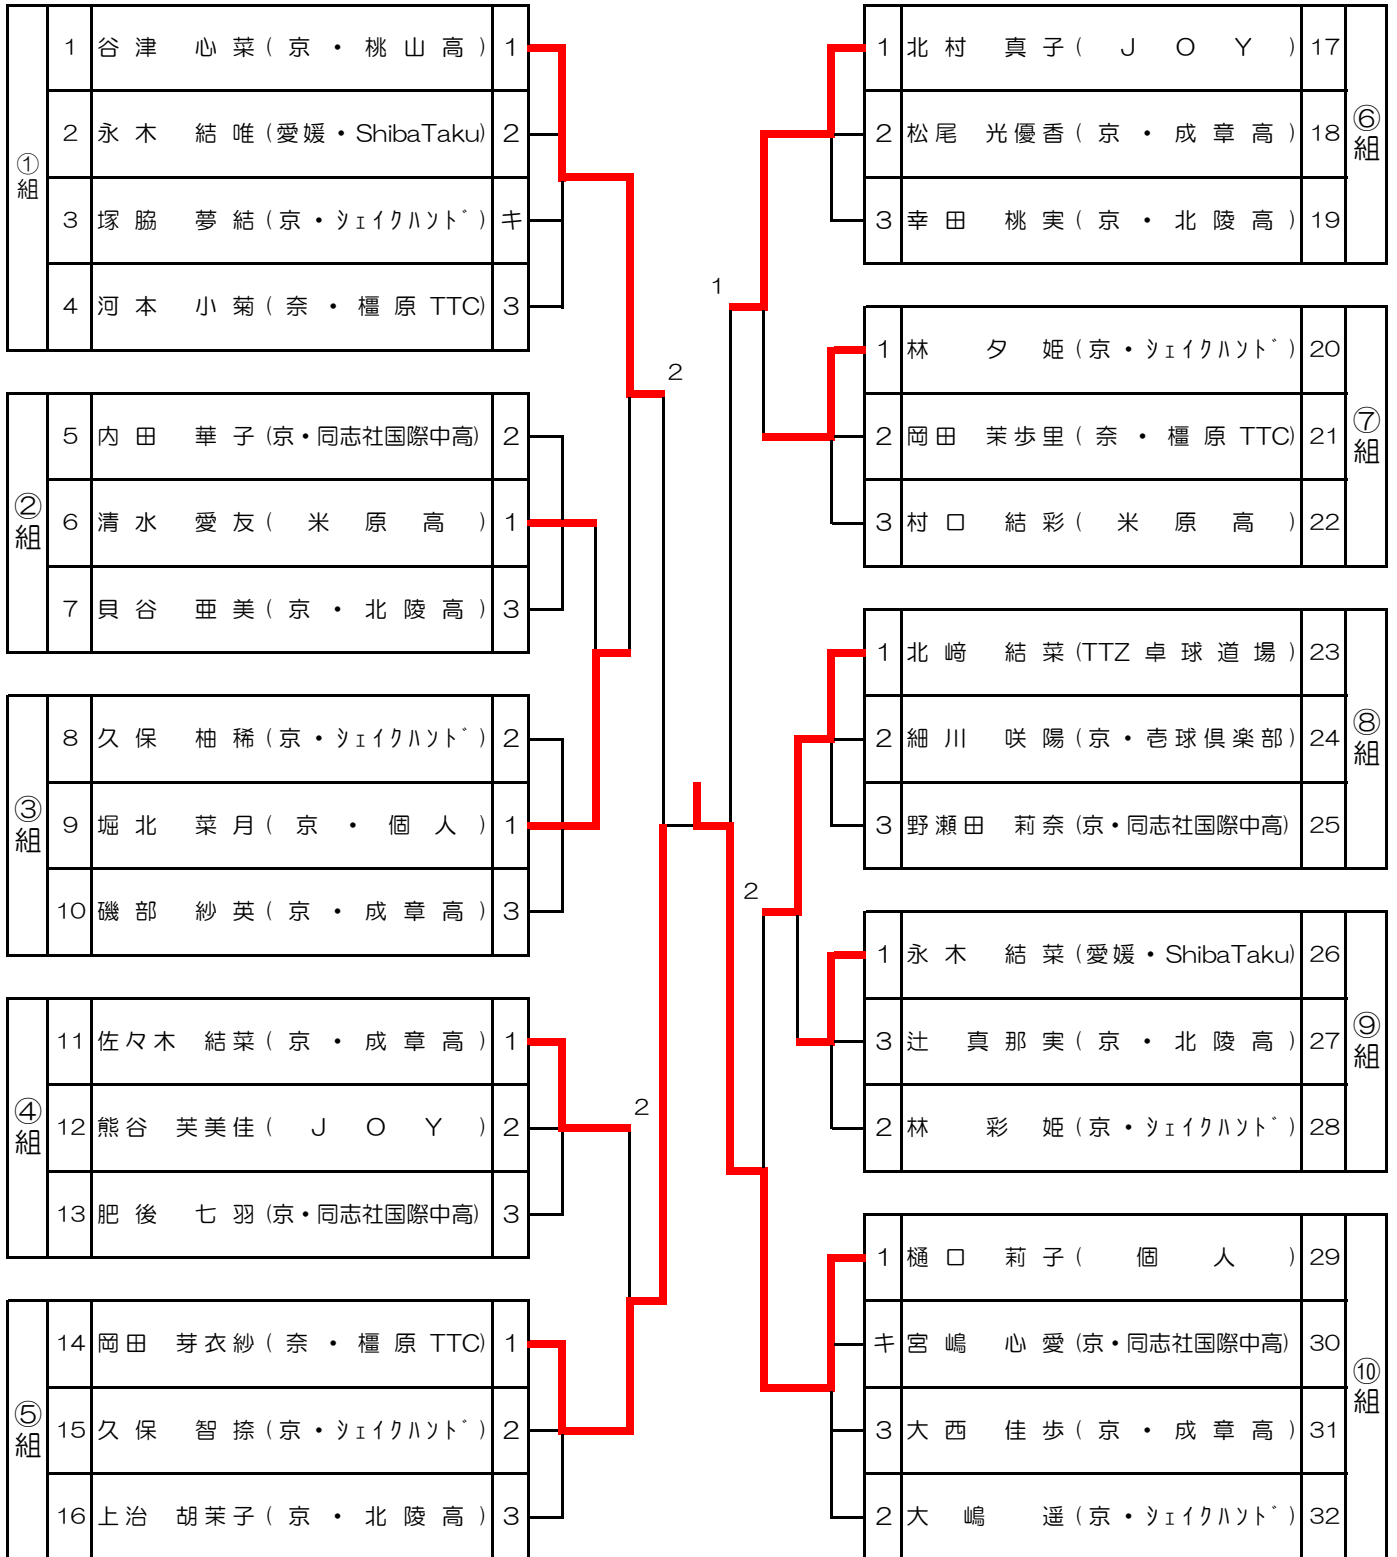 ①組
1 谷津 心菜(京・桃山高) 1
2 永木 結唯(愛媛・ShibaTaku) 2
3 塚脇 夢結(京・ｼｪｲｸﾊﾝﾄﾞ) キ
4 河本 小菊(奈・橿原TTC) 3
②組
5 内田 華子(京・同志社国際中高) 2
6 清水 愛友(米原高) 1
7 貝谷 亜美(京・北陵高) 3
③組
8 久保 柚稀(京・ｼｪｲｸﾊﾝﾄﾞ) 2
9 堀北 菜月(京・個人) 1
10 磯部 紗英(京・成章高) 3
④組
11 佐々木 結菜(京・成章高) 1
12 熊谷 芙美佳(JOY) 2
13 肥後 七羽(京・同志社国際中高) 3
⑤組
14 岡田 芽衣紗(奈・橿原TTC) 1
15 久保 智捺(京・ｼｪｲｸﾊﾝﾄﾞ) 2
16 上治 胡茉子(京・北陵高) 3
2
2
1
2
⑥組
1 北村 真子(JOY) 17
2 松尾 光優香(京・成章高) 18
3 幸田 桃実(京・北陵高) 19
⑦組
1 林 夕姫(京・ｼｪｲｸﾊﾝﾄﾞ) 20
2 岡田 茉歩里(奈・橿原TTC) 21
3 村口 結彩(米原高) 22
⑧組
1 北﨑 結菜(TTZ卓球道場) 23
2 細川 咲陽(京・壱球倶楽部) 24
3 野瀬田 莉奈(京・同志社国際中高) 25
⑨組
1 永木 結菜(愛媛・ShibaTaku) 26
3 辻 真那実(京・北陵高) 27
2 林 彩姫(京・ｼｪｲｸﾊﾝﾄﾞ) 28
⑩組
1 樋口 莉子(個人) 29
キ 宮嶋 心愛(京・同志社国際中高) 30
3 大西 佳歩(京・成章高) 31
2 大嶋 遥(京・ｼｪｲｸﾊﾝﾄﾞ) 32